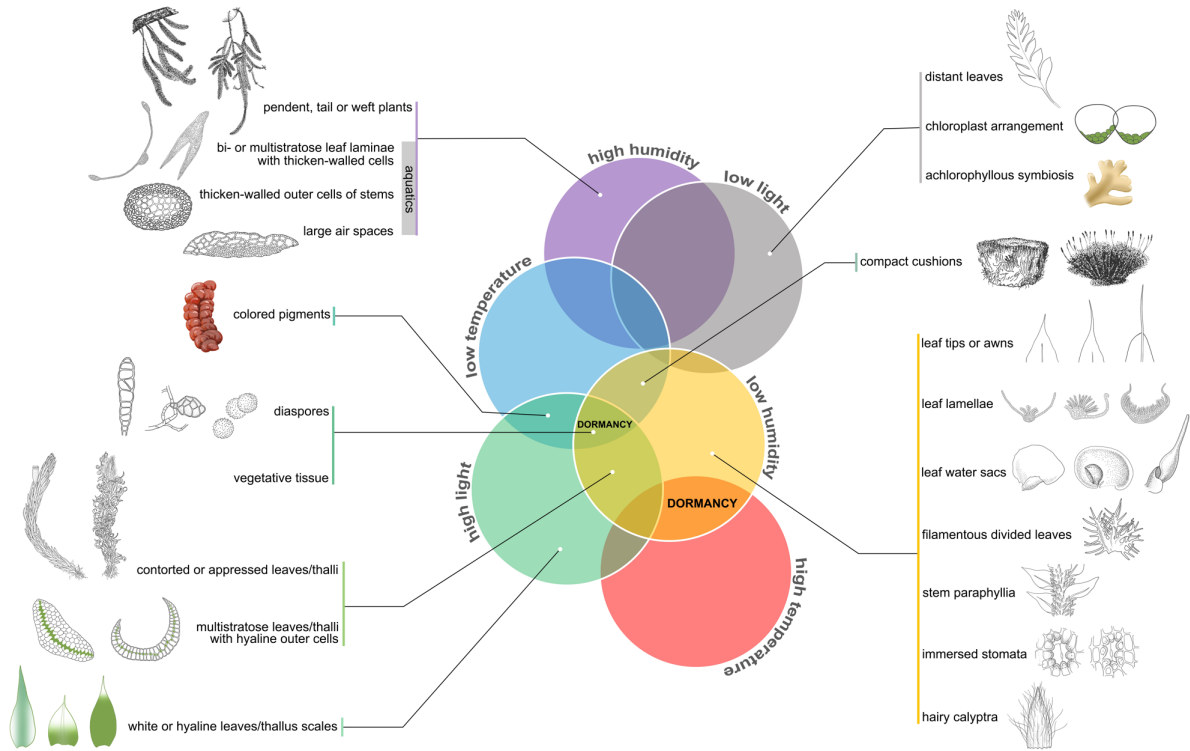 pendent, tail or weft plants
bi- or multistratose leaf laminae
with thicken-walled cells
thicken-walled outer cells of stems
large air spaces
aquatics
colored pigments
diaspores
vegetative tissue
contorted or appressed leaves/thalli
multistratose leaves/thalli
with hyaline outer cells
white or hyaline leaves/thallus scales
high humidity
low light
low temperature
low humidity
high light
high temperature
DORMANCY
DORMANCY
distant leaves
chloroplast arrangement
achlorophyllous symbiosis
compact cushions
leaf tips or awns
leaf lamellae
leaf water sacs
filamentous divided leaves
stem paraphyllia
immersed stomata
hairy calyptra